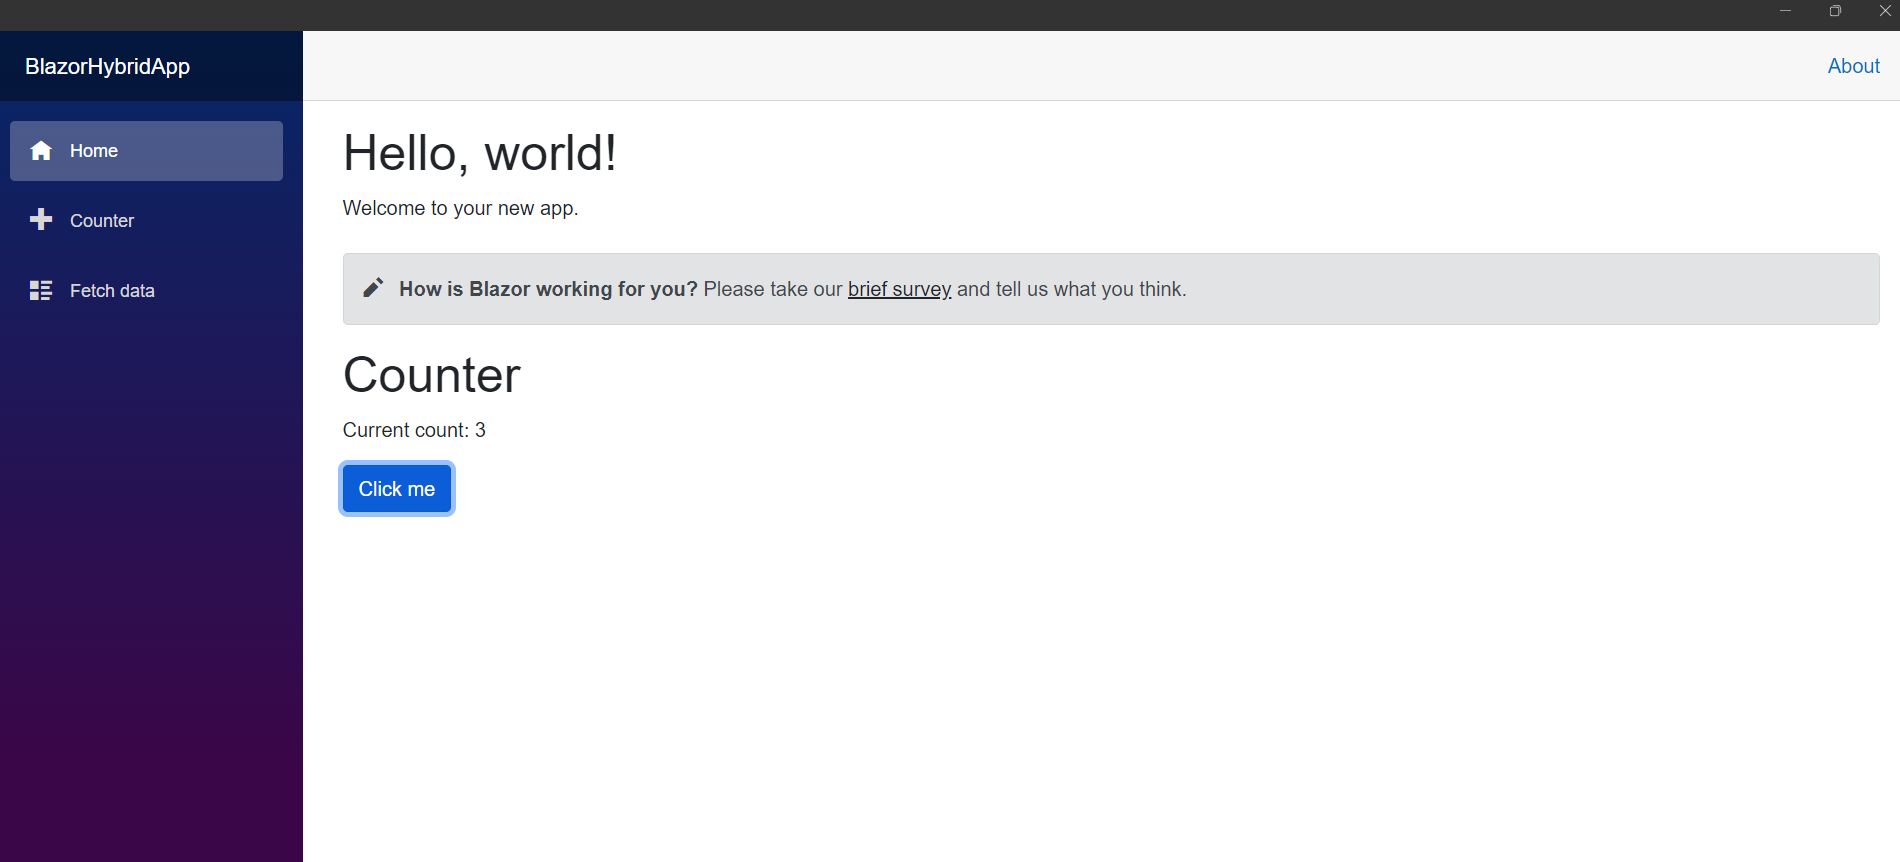 BlazorHybridApp
About
Home
Counter
Fetch data
Hello, world!
Welcome to your new app.
How is Blazor working for you? Please take our brief survey and tell us what you think.
Counter
Current count: 3
Click me